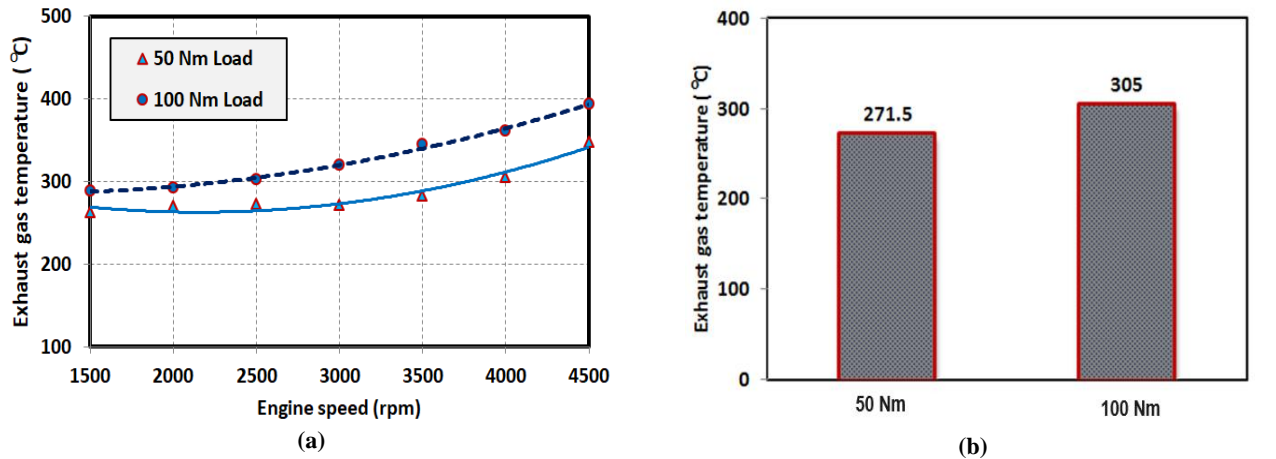 Exhaust gas temperature (℃)
500
400
300
200
100
50 Nm Load
100 Nm Load
1500 2000 2500 3000 3500 4000 4500
Engine speed (rpm)
(a)
Exhaust gas temperature (℃)
400
300
200
100
0
271.5
305
50 Nm 100 Nm
(b)